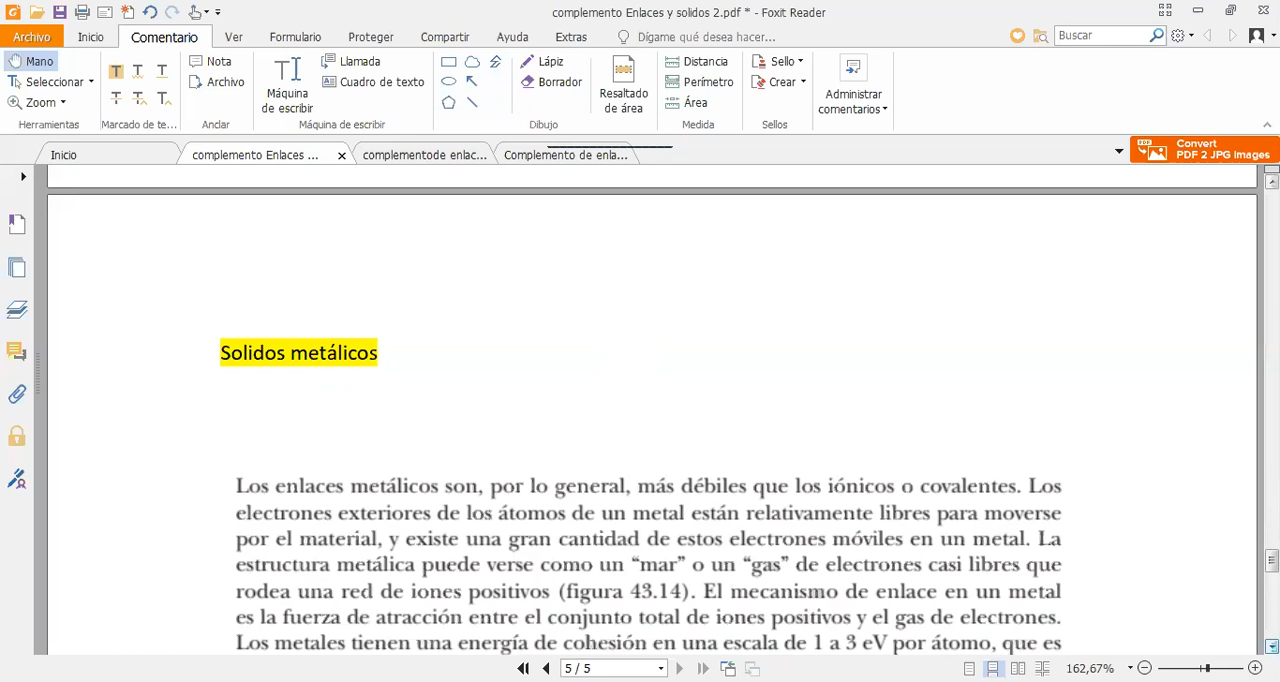 complemento Enlaces y solidos 2.pdf * - Foxit Reader
Archivo Inicio Comentario Ver Formulario Proteger Compartir Ayuda Extras Dígame qué desea hacer... Buscar
Mano
Seleccionar
Zoom
Herramientas
Marcado de te...
Nota
Archivo
Anclar
Máquina de escribir
Llamada
Cuadro de texto
Máquina de escribir
Lápiz
Borrador
Dibujo
Resaltado de área
Distancia
Perímetro
Área
Medida
Sello
Crear
Sellos
Administrar comentarios
Inicio complemento Enlaces ... complementode enlac... Complemento de enla...
Convert
PDF 2 JPG Images
Solidos metálicos
Los enlaces metálicos son, por lo general, más débiles que los iónicos o covalentes. Los
electrones exteriores de los átomos de un metal están relativamente libres para moverse
por el material, y existe una gran cantidad de estos electrones móviles en un metal. La
estructura metálica puede verse como un “mar” o un “gas” de electrones casi libres que
rodea una red de iones positivos (figura 43.14). El mecanismo de enlace en un metal
es la fuerza de atracción entre el conjunto total de iones positivos y el gas de electrones.
Los metales tienen una energía de cohesión en una escala de 1 a 3 eV por átomo, que es
5 / 5
162,67%